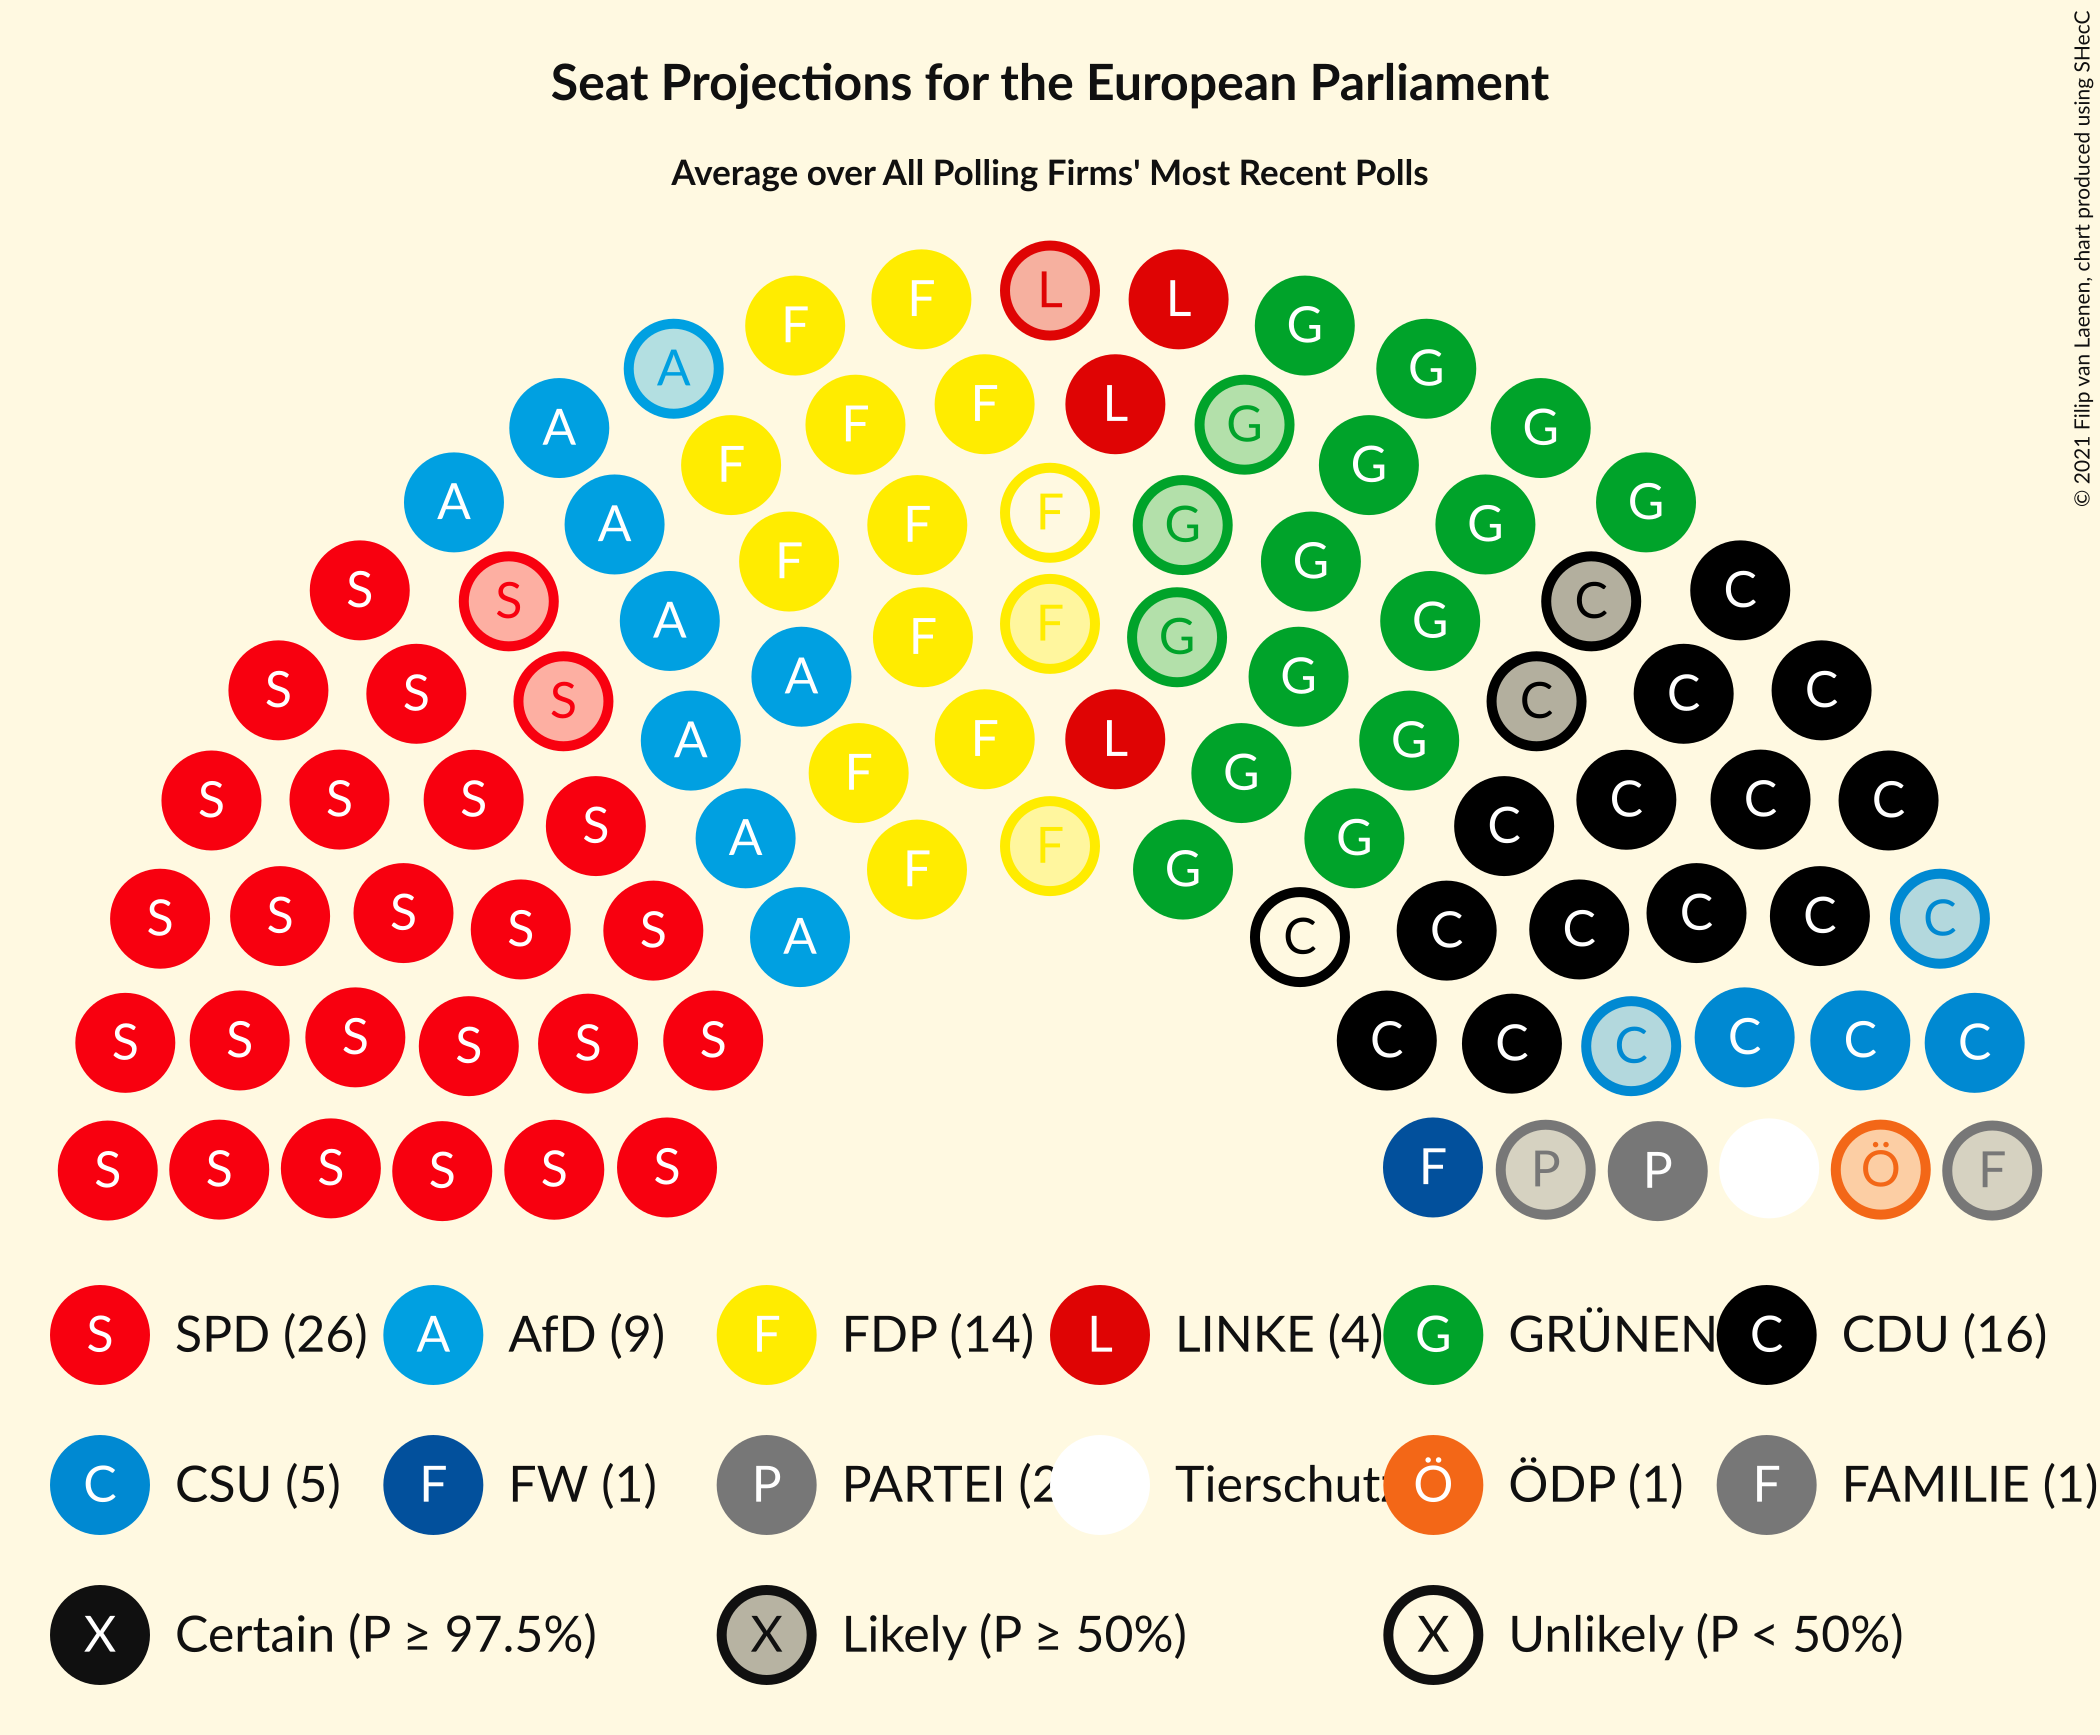 Seat Projections for the European Parliament
Average over All Polling Firms' Most Recent Polls
© 2021 Filip van Laenen, chart produced using SHecC
L
F F L G
A F F L G G
A F F F G G G
A A F F F G G G G
S S A F F G G C C
S S S A A L G G C C C
S S S S A F F G G C C C C
S S S S S A F F G C C C C C C
S S S S S S A C C C C C C C
S S S S S S F P P Ö F
S SPD (26) A AfD (9) F FDP (14) L LINKE (4) G GRÜNEN C CDU (16)
C CSU (5) F FW (1) P PARTEI (2 Tierschutz Ö ÖDP (1) F FAMILIE (1)
X Certain (P ≥ 97.5%) X Likely (P ≥ 50%) X Unlikely (P < 50%)